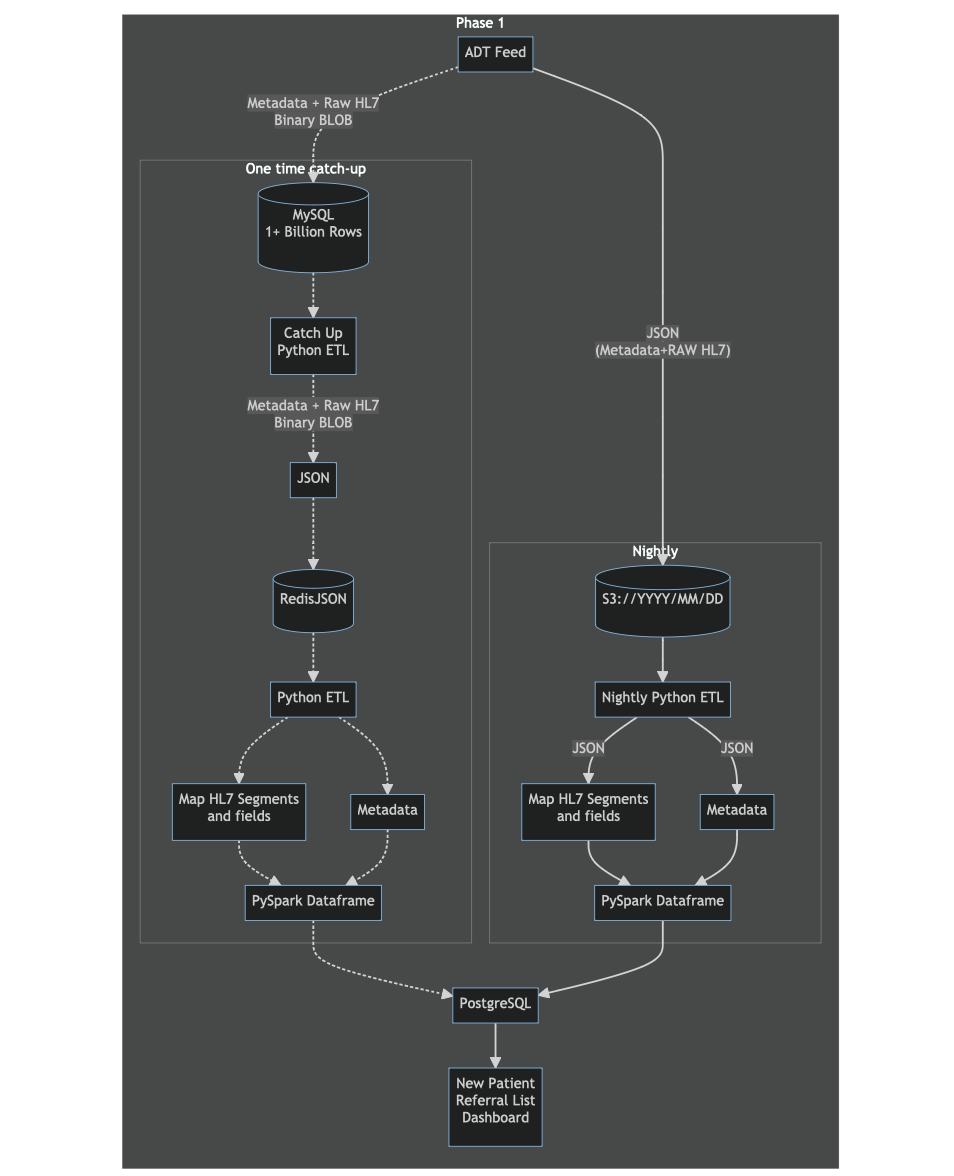 Phase 1
ADT Feed
Metadata + Raw HL7
Binary BLOB
One time catch-up
MySQL
1+ Billion Rows
Catch Up
Python ETL
Metadata + Raw HL7
Binary BLOB
JSON
RedisJSON
Python ETL
Map HL7 Segments
and fields
Metadata
PySpark Dataframe
JSON
(Metadata+RAW HL7)
Nightly
S3://YYYY/MM/DD
Nightly Python ETL
JSON
JSON
Map HL7 Segments
and fields
Metadata
PySpark Dataframe
PostgreSQL
New Patient
Referral List
Dashboard